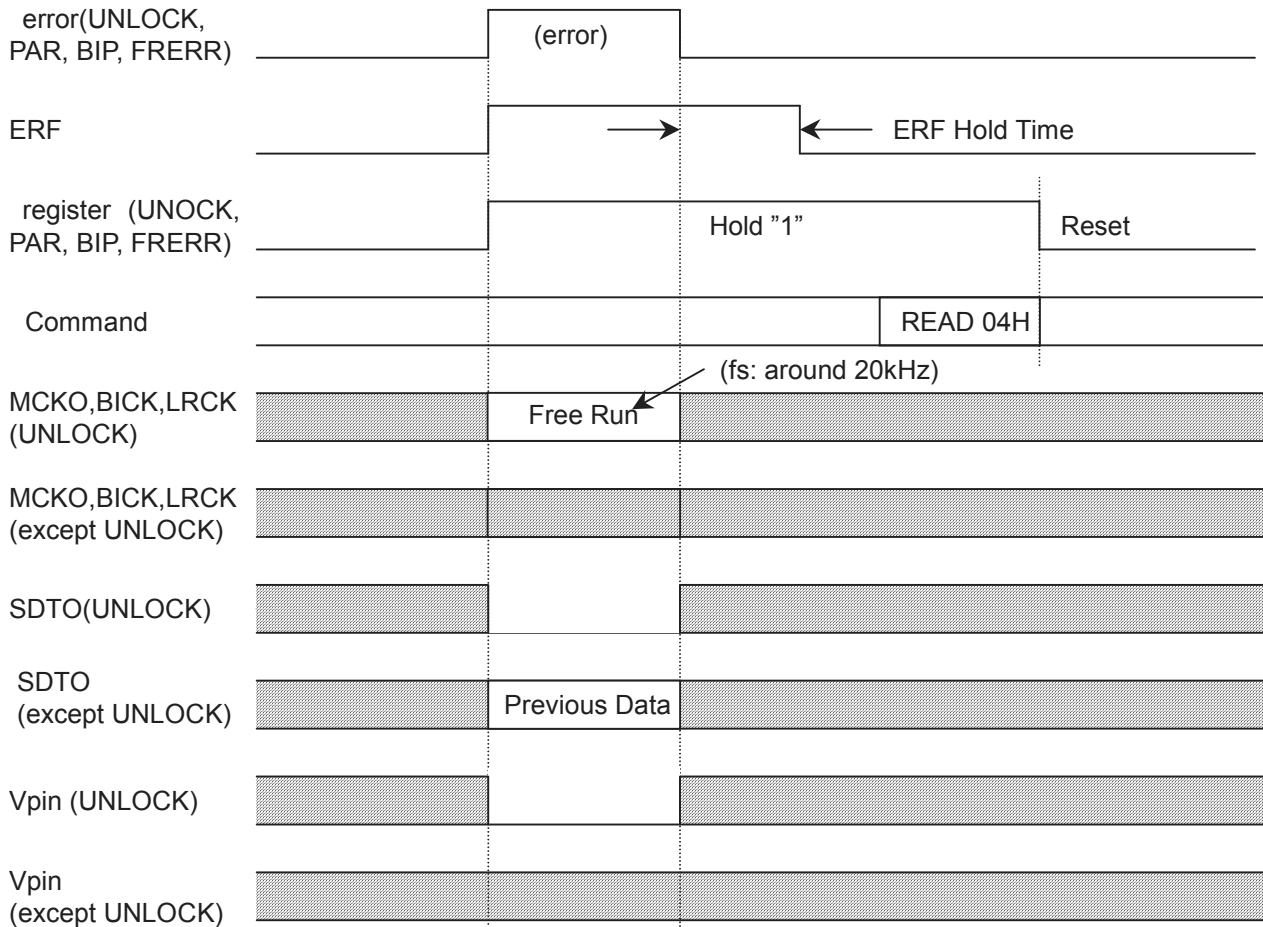 error(UNLOCK,
PAR, BIP, FRERR)
(error)
ERF
ERF Hold Time
register (UNOCK,
PAR, BIP, FRERR)
Hold ”1”
Reset
Command
READ 04H
(fs: around 20kHz)
MCKO,BICK,LRCK
(UNLOCK)
Free Run
MCKO,BICK,LRCK
(except UNLOCK)
SDTO(UNLOCK)
SDTO
(except UNLOCK)
Previous Data
Vpin (UNLOCK)
Vpin
(except UNLOCK)